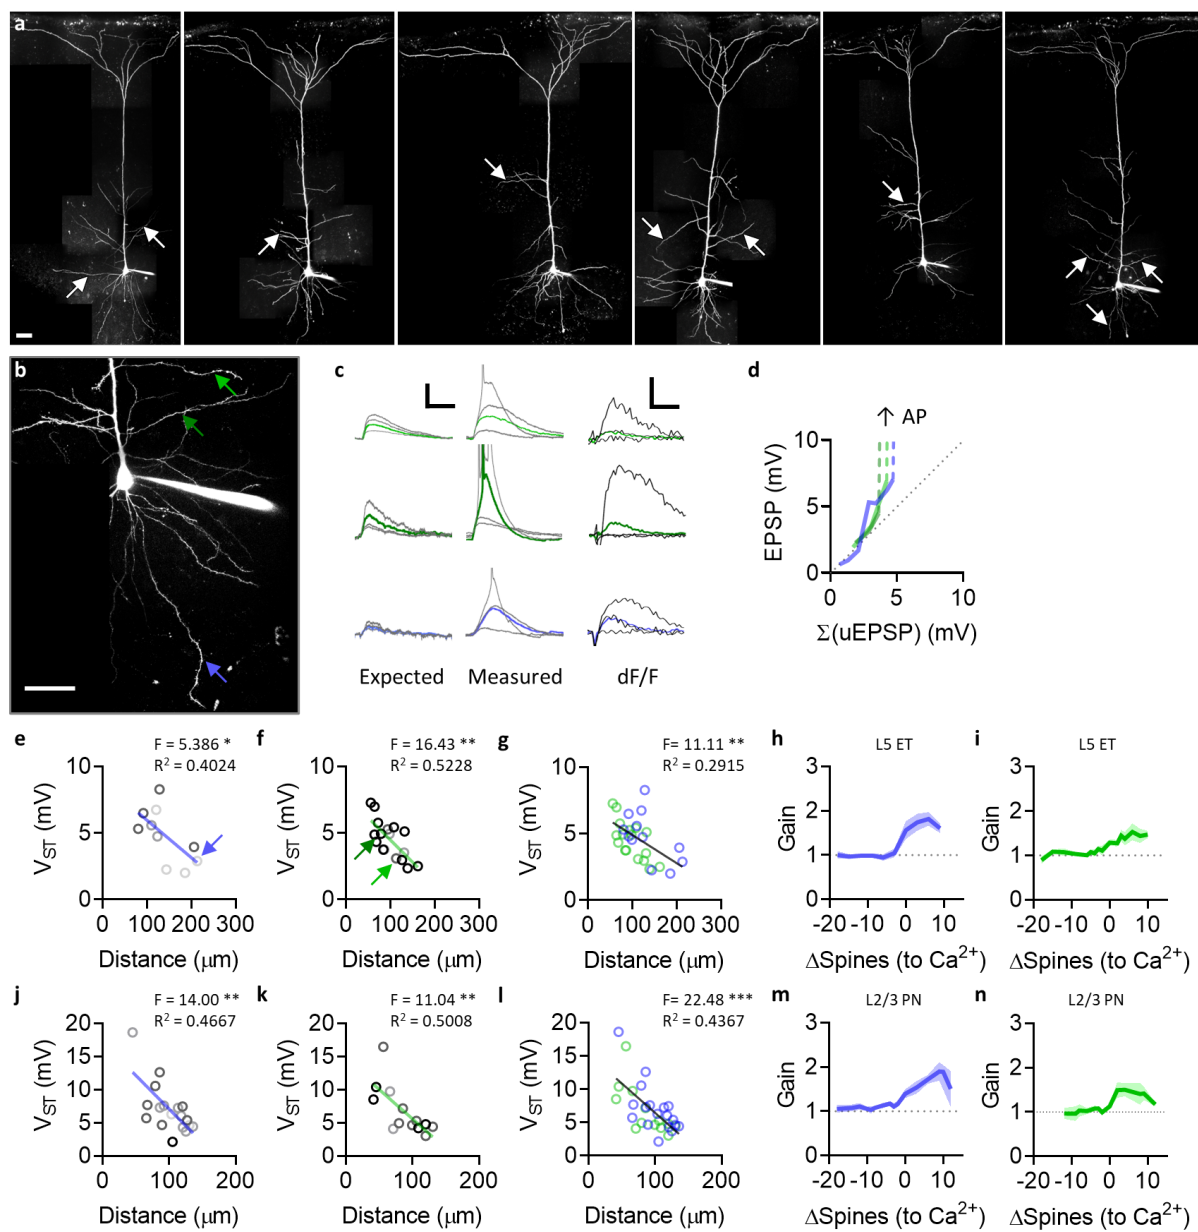 a
b
c
d
Expected
Measured
dF/F
↑ AP
EPSP (mV)
10
5
0
0
5
10
Σ(uEPSP) (mV)
e
F = 5.386 *
R² = 0.4024
V_ST (mV)
10
5
0
0 100 200 300
Distance (μm)
f
F = 16.43 **
R² = 0.5228
V_ST (mV)
10
5
0
0 100 200 300
Distance (μm)
g
F = 11.11 **
R² = 0.2915
V_ST (mV)
10
5
0
0 100 200 300
Distance (μm)
h
L5 ET
Gain
3
2
1
0
-20 -10 0 10
ΔSpines (to Ca²⁺)
i
L5 ET
Gain
3
2
1
0
-20 -10 0 10
ΔSpines (to Ca²⁺)
j
F = 14.00 **
R² = 0.4667
V_ST (mV)
20
15
10
5
0
0 100 200
Distance (μm)
k
F = 11.04 **
R² = 0.5008
V_ST (mV)
20
15
10
5
0
0 100 200
Distance (μm)
l
F= 22.48 ***
R² = 0.4367
V_ST (mV)
20
15
10
5
0
0 100 200
Distance (μm)
m
L2/3 PN
Gain
3
2
1
0
-20 -10 0 10
ΔSpines (to Ca²⁺)
n
L2/3 PN
Gain
3
2
1
0
-20 -10 0 10
ΔSpines (to Ca²⁺)